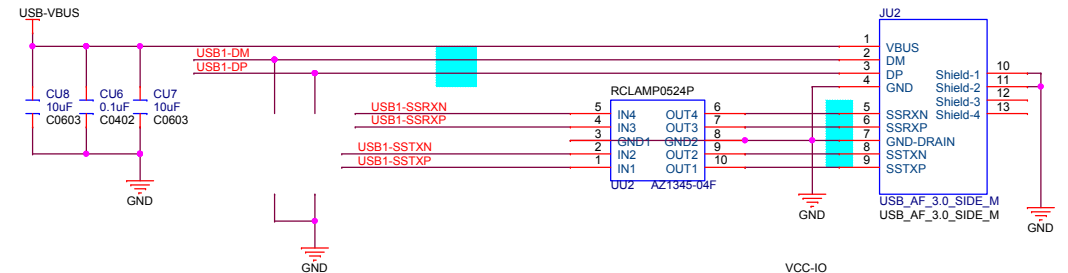 USB-VBUS
JU2
1 VBUS
USB1-DM 2 DM
USB1-DP 3 DP Shield-1 10
4 GND Shield-2 11
Shield-3 12
Shield-4 13
CU8
10uF
C0603
CU6
0.1uF
C0402
CU7
10uF
C0603
RCLAMP0524P
USB1-SSRXN 5 IN4 OUT4 6 5 SSRXN
USB1-SSRXP 4 IN3 OUT3 7 6 SSRXP
3 GND1 GND2 8 7 GND-DRAIN
USB1-SSTXN 2 IN2 OUT2 9 8 SSTXN
USB1-SSTXP 1 IN1 OUT1 10 9 SSTXP
UU2 AZ1345-04F
USB_AF_3.0_SIDE_M
USB_AF_3.0_SIDE_M
GND
GND
GND
GND
VCC-IO